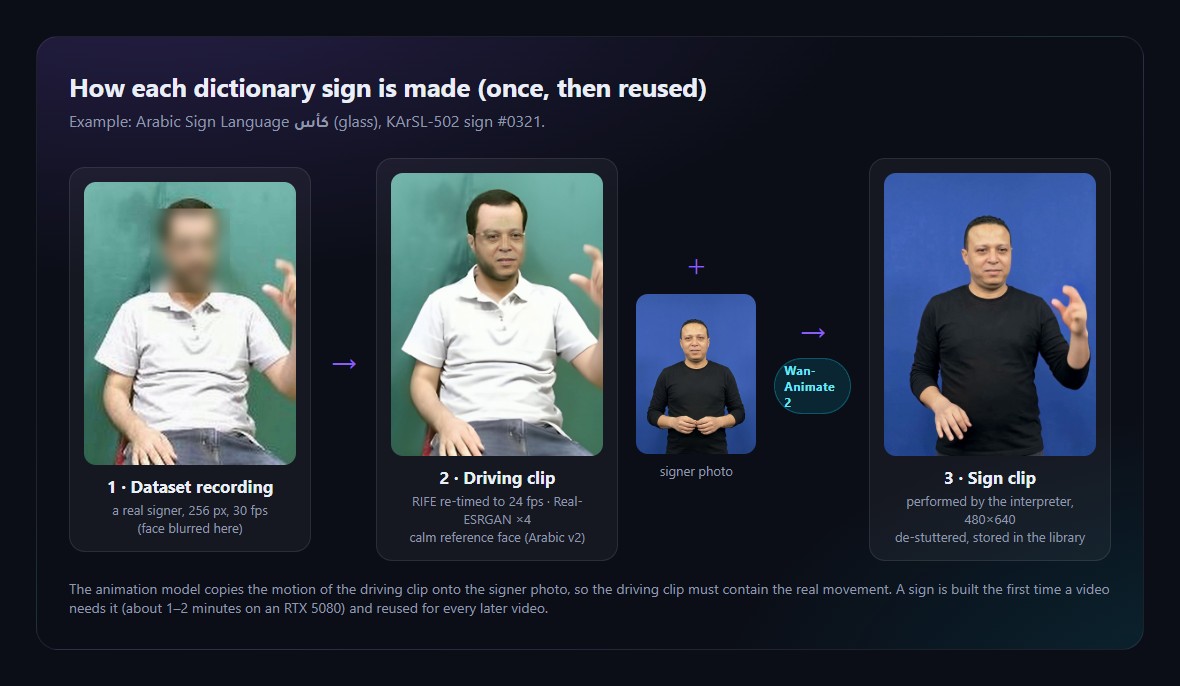 How each dictionary sign is made (once, then reused)
Example: Arabic Sign Language كأس (glass), KArSL-502 sign #0321.
1 · Dataset recording
a real signer, 256 px, 30 fps
(face blurred here)
→
2 · Driving clip
RIFE re-timed to 24 fps · Real-
ESRGAN ×4
calm reference face (Arabic v2)
+
signer photo
→
Wan-
Animate
2
3 · Sign clip
performed by the interpreter,
480×640
de-stuttered, stored in the library
The animation model copies the motion of the driving clip onto the signer photo, so the driving clip must contain the real movement. A sign is built the first time a video
needs it (about 1–2 minutes on an RTX 5080) and reused for every later video.